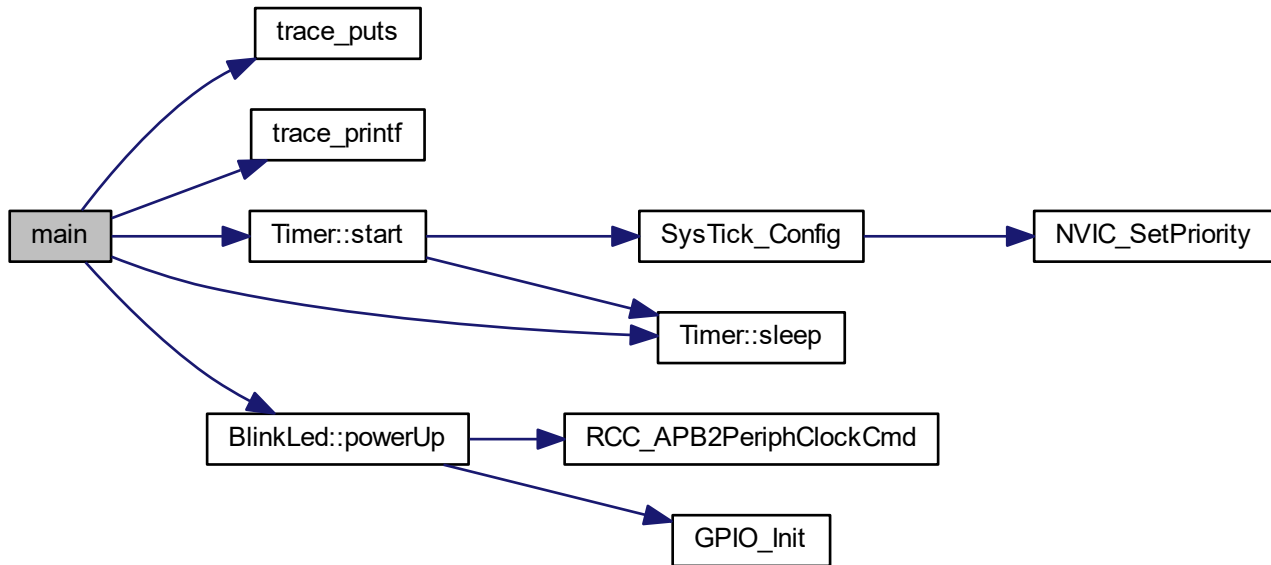 trace_puts
trace_printf
main
Timer::start
SysTick_Config
NVIC_SetPriority
Timer::sleep
BlinkLed::powerUp
RCC_APB2PeriphClockCmd
GPIO_Init